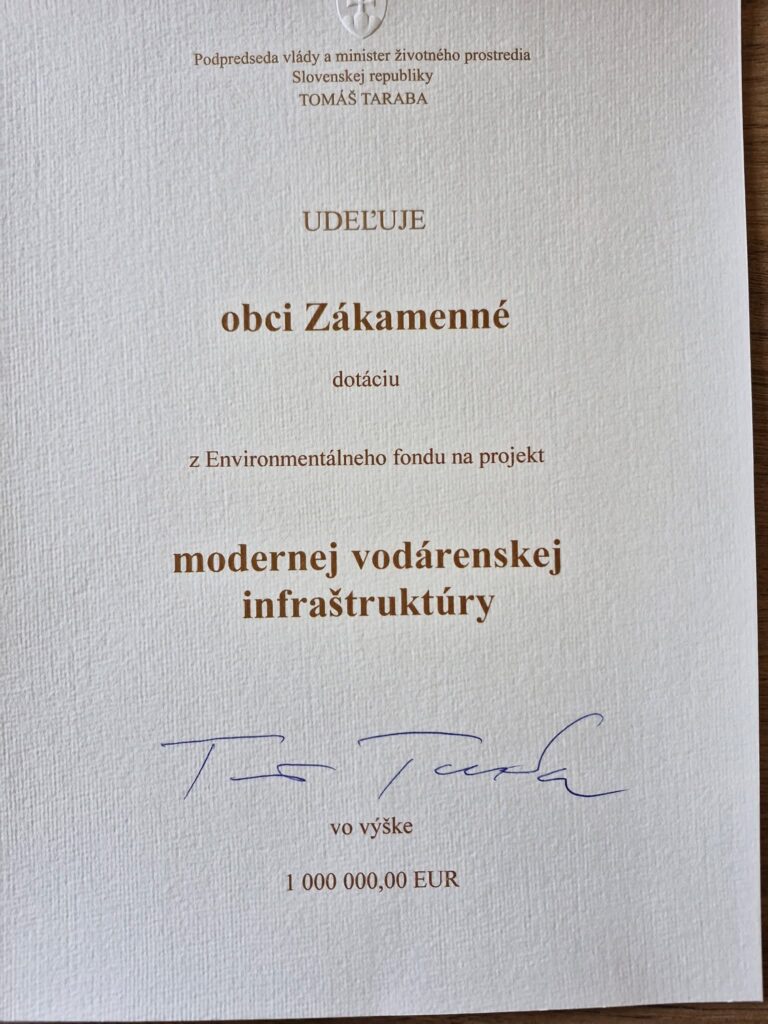 Podpredseda vlády a minister životného prostredia
Slovenskej republiky
TOMÁŠ TARABA
UDEĽUJE
obci Zákamenné
dotáciu
z Environmentálneho fondu na projekt
modernej vodárenskej
infraštruktúry
vo výške
1 000 000,00 EUR